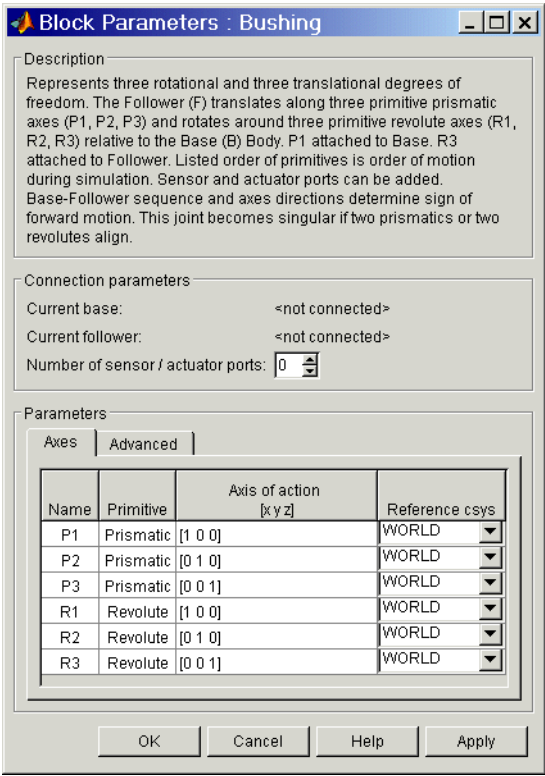 Block Parameters : Bushing
Description
Represents three rotational and three translational degrees of
freedom. The Follower (F) translates along three primitive prismatic
axes (P1, P2, P3) and rotates around three primitive revolute axes (R1,
R2, R3) relative to the Base (B) Body. P1 attached to Base. R3
attached to Follower. Listed order of primitives is order of motion
during simulation. Sensor and actuator ports can be added.
Base-Follower sequence and axes directions determine sign of
forward motion. This joint becomes singular if two prismatics or two
revolutes align.
Connection parameters
Current base: <not connected>
Current follower: <not connected>
Number of sensor / actuator ports: 0
Parameters
Axes Advanced
Axis of action
Name Primitive [x y z] Reference csys
P1 Prismatic [1 0 0] WORLD
P2 Prismatic [0 1 0] WORLD
P3 Prismatic [0 0 1] WORLD
R1 Revolute [1 0 0] WORLD
R2 Revolute [0 1 0] WORLD
R3 Revolute [0 0 1] WORLD
OK Cancel Help Apply